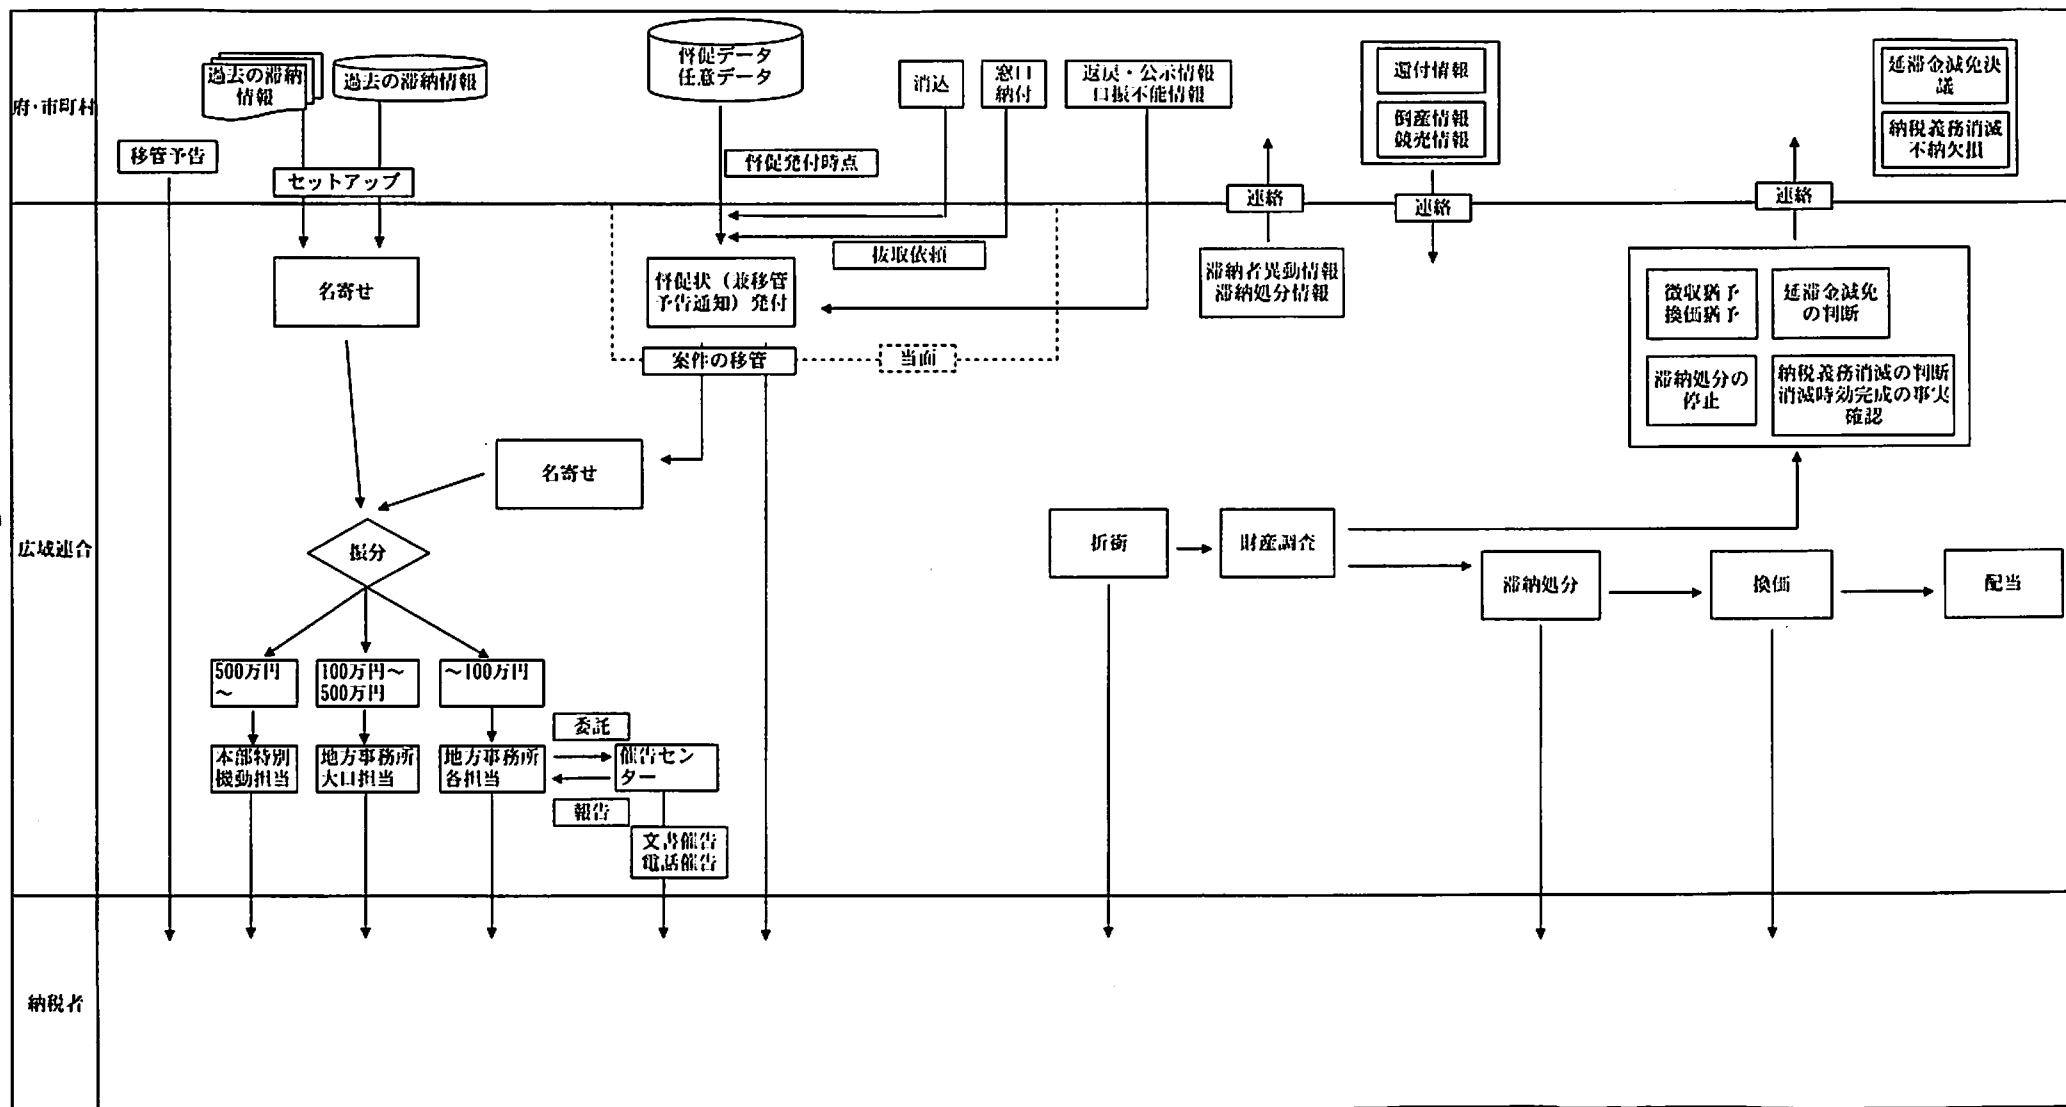 府・市町村
過去の滞納
情報
過去の滞納情報
督促データ
任意データ
消込
窓口
納付
返戻・公示情報
口振不能情報
還付情報
倒産情報
競売情報
延滞金減免決
議
納税義務消滅
不納欠損
移管予告
セットアップ
督促発付時点
連絡
連絡
連絡
抜取依頼
名寄せ
督促状（兼移管
予告通知）発付
滞納者異動情報
滞納処分情報
徴収猶予
換価猶予
延滞金減免
の判断
案件の移管
当面
滞納処分の
停止
納税義務消滅の判断
消滅時効完成の事実
確認
名寄せ
広域連合
振分
折衝
財産調査
滞納処分
換価
配当
500万円
～
100万円～
500万円
～100万円
委託
本部特別
機動担当
地方事務所
大口担当
地方事務所
各担当
催告セン
ター
報告
文書催告
電話催告
納税者